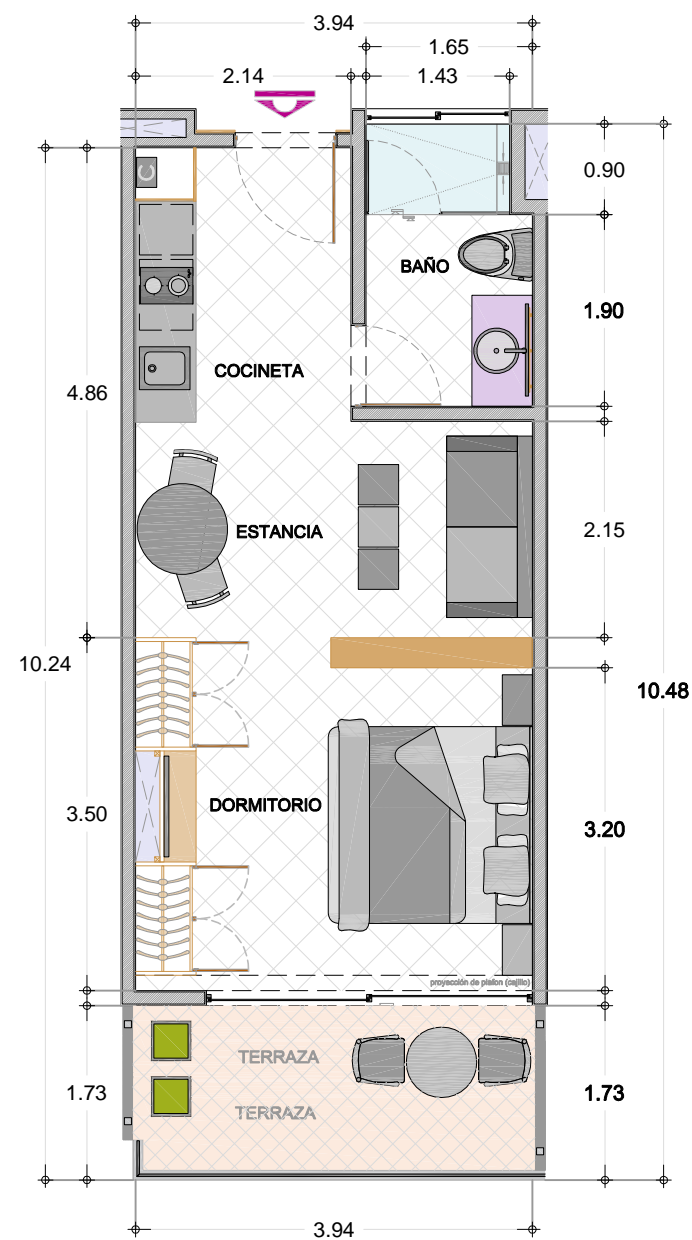 3.94
1.65
2.14
1.43
0.90
BAÑO
1.90
COCINETA
4.86
ESTANCIA
2.15
10.24
10.48
DORMITORIO
3.50
3.20
proyección de plafon (cajillo)
TERRAZA
1.73
1.73
TERRAZA
3.94